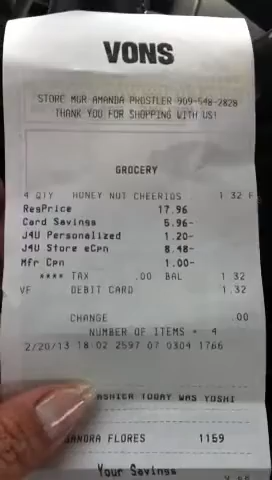 VONS
STORE MGR AMANDA PROSTLER 909-548-2828
THANK YOU FOR SHOPPING WITH US!
GROCERY
4 QTY HONEY NUT CHEERIOS 1.32 F
RegPrice 17.96
Card Savings 5.96-
J4U Personalized 1.20-
J4U Store eCpn 8.48-
Mfr Cpn 1.00-
**** TAX .00 BAL 1.32
VF DEBIT CARD 1.32
CHANGE .00
NUMBER OF ITEMS = 4
2/20/13 18 02 2597 07 0304 1766
CASHIER TODAY WAS YOSHI
SANDRA FLORES 1159
Your Savings